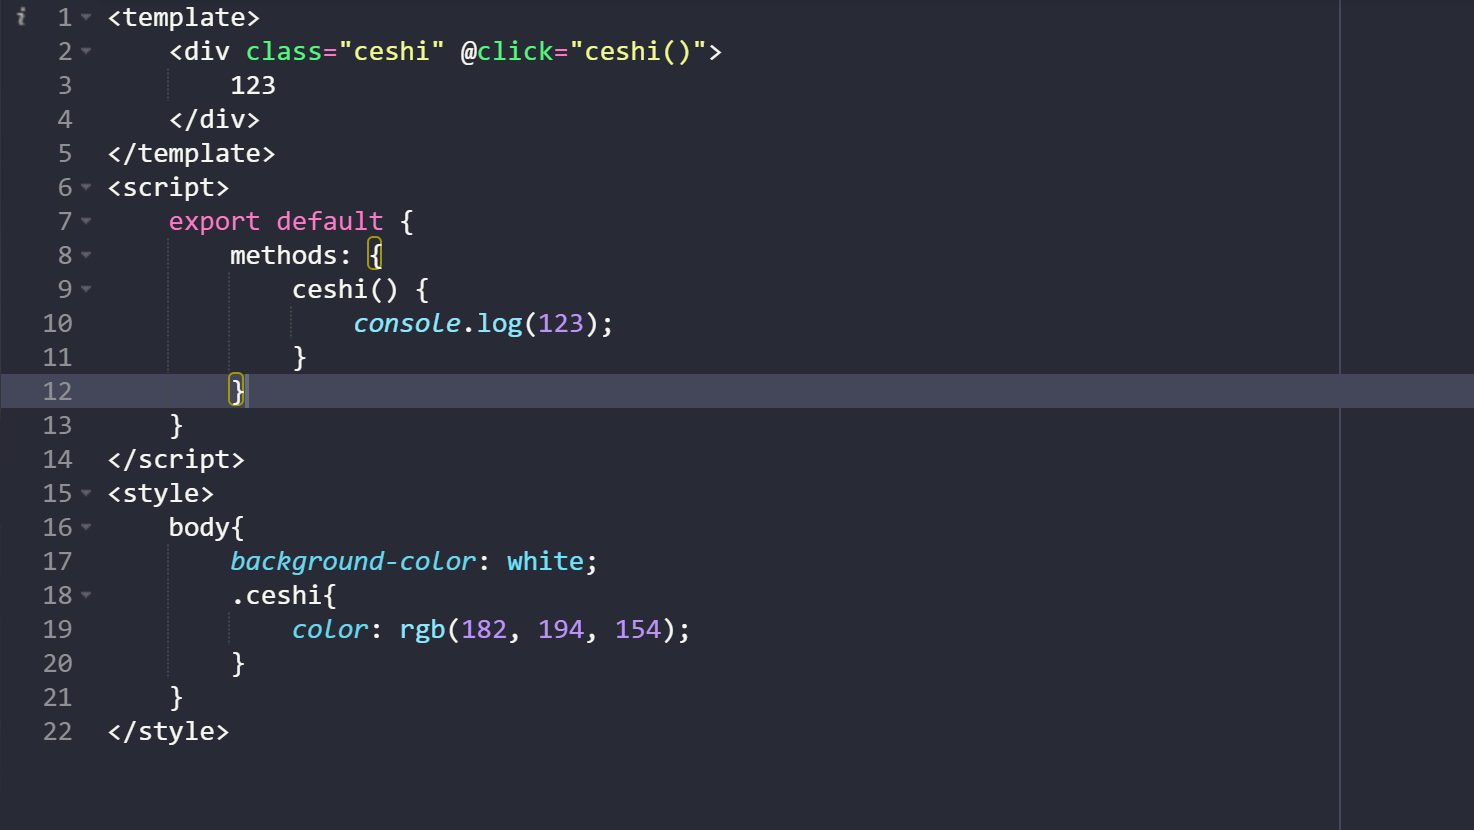 1 <template>
2     <div class="ceshi" @click="ceshi()">
3         123
4     </div>
5 </template>
6 <script>
7     export default {
8         methods: {
9             ceshi() {
10                 console.log(123);
11             }
12         }
13     }
14 </script>
15 <style>
16     body{
17         background-color: white;
18         .ceshi{
19             color: rgb(182, 194, 154);
20         }
21     }
22 </style>